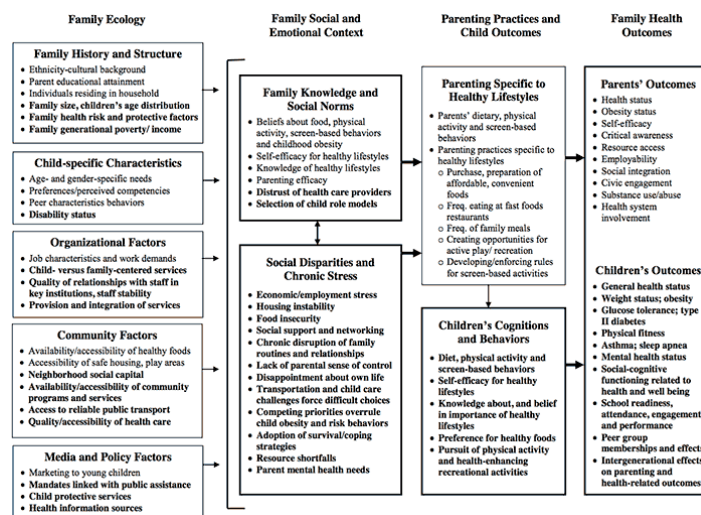 Family Ecology
Family History and Structure
• Ethnicity-cultural background
• Parent educational attainment
• Individuals residing in household
• Family size, children's age distribution
• Family health risk and protective factors
• Family generational poverty/ income
Child-specific Characteristics
• Age- and gender-specific needs
• Preferences/perceived competencies
• Peer characteristics behaviors
• Disability status
Organizational Factors
• Job characteristics and work demands
• Child- versus family-centered services
• Quality of relationships with staff in
key institutions, staff stability
• Provision and integration of services
Community Factors
• Availability/accessibility of healthy foods
• Accessibility of safe housing, play areas
• Neighborhood social capital
• Availability/accessibility of community
programs and services
• Access to reliable public transport
• Quality/accessibility of health care
Media and Policy Factors
• Marketing to young children
• Mandates linked with public assistance
• Child protective services
• Health information sources
Family Social and
Emotional Context
Family Knowledge and
Social Norms
• Beliefs about food, physical
activity, screen-based behaviors
and childhood obesity
• Self-efficacy for healthy lifestyles
• Knowledge of healthy lifestyles
• Parenting efficacy
• Distrust of health care providers
• Selection of child role models
Social Disparities and
Chronic Stress
• Economic/employment stress
• Housing instability
• Food insecurity
• Social support and networking
• Chronic disruption of family
routines and relationships
• Lack of parental sense of control
• Disappointment about own life
• Transportation and child care
challenges force difficult choices
• Competing priorities overrule
child obesity and risk behaviors
• Adoption of survival/coping
strategies
• Resource shortfalls
• Parent mental health needs
Parenting Practices and
Child Outcomes
Parenting Specific to
Healthy Lifestyles
• Parents' dietary, physical
activity and screen-based
behaviors
• Parenting practices specific to
healthy lifestyles
o Purchase, preparation of
affordable, convenient
foods
o Freq. eating at fast foods
restaurants
o Freq. of family meals
o Creating opportunities for
active play/ recreation
o Developing/enforcing rules
for screen-based activities
Children's Cognitions
and Behaviors
• Diet, physical activity and
screen-based behaviors
• Self-efficacy for healthy
lifestyles
• Knowledge about, and belief
in importance of healthy
lifestyles
• Preference for healthy foods
• Pursuit of physical activity
and health-enhancing
recreational activities
Family Health
Outcomes
Parents' Outcomes
• Health status
• Obesity status
• Self-efficacy
• Critical awareness
• Resource access
• Employability
• Social integration
• Civic engagement
• Substance use/abuse
• Health system
involvement
Children's Outcomes
• General health status
• Weight status; obesity
• Glucose tolerance; type
II diabetes
• Physical fitness
• Asthma; sleep apnea
• Mental health status
• Social-cognitive
functioning related to
health and well being
• School readiness,
attendance, engagement
and performance
• Peer group
memberships and effects
• Intergenerational effects
on parenting and
health-related outcomes